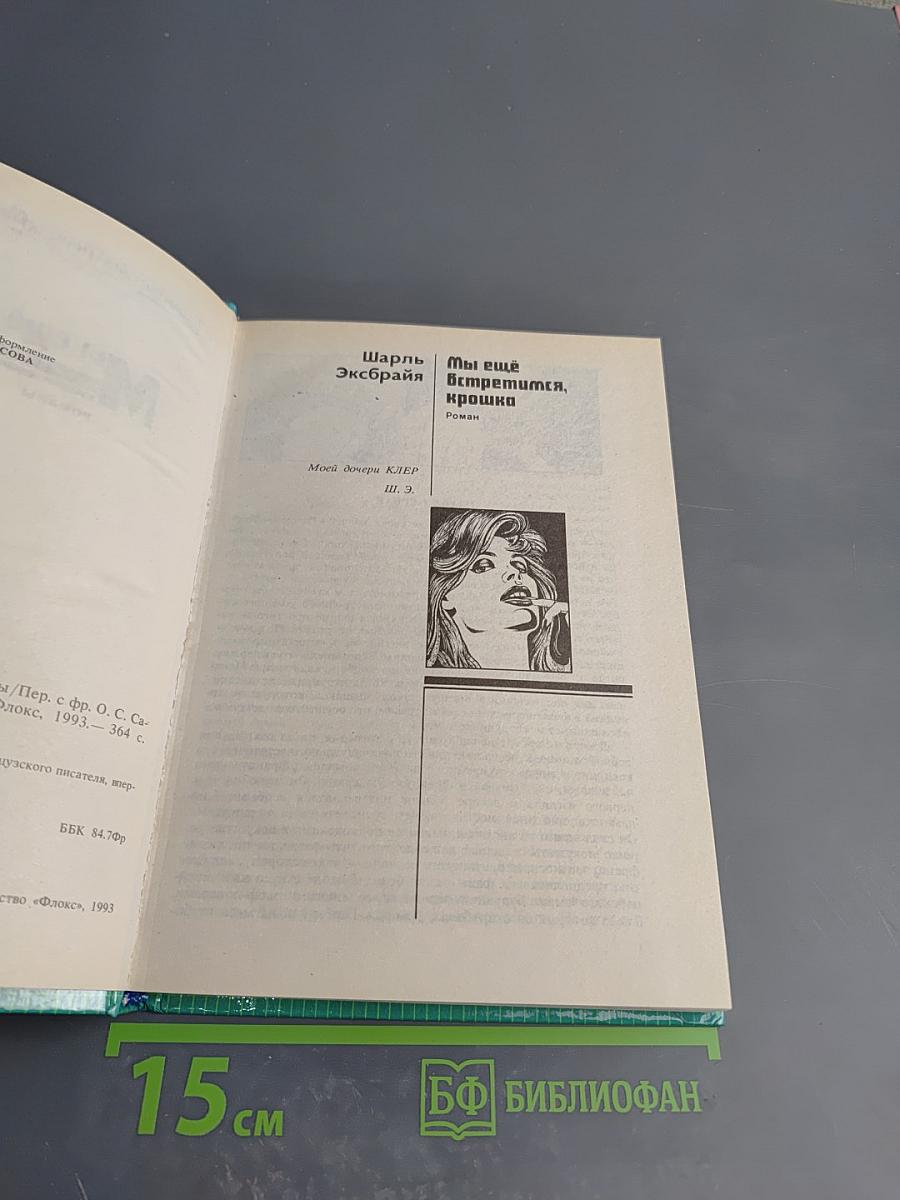 формление
СОВА
ы/Пер. с фр. О. С. Са-
Флокс, 1993.— 364 с.
цузского писателя, впер-
ББК 84.7Фр
ство «Флокс», 1993
Шарль
Эксбрайя
Мы ещё
встретимся,
крошка
Роман
Моей дочери КЛЕР
Ш. Э.
15 см
БФ БИБЛИОФАН